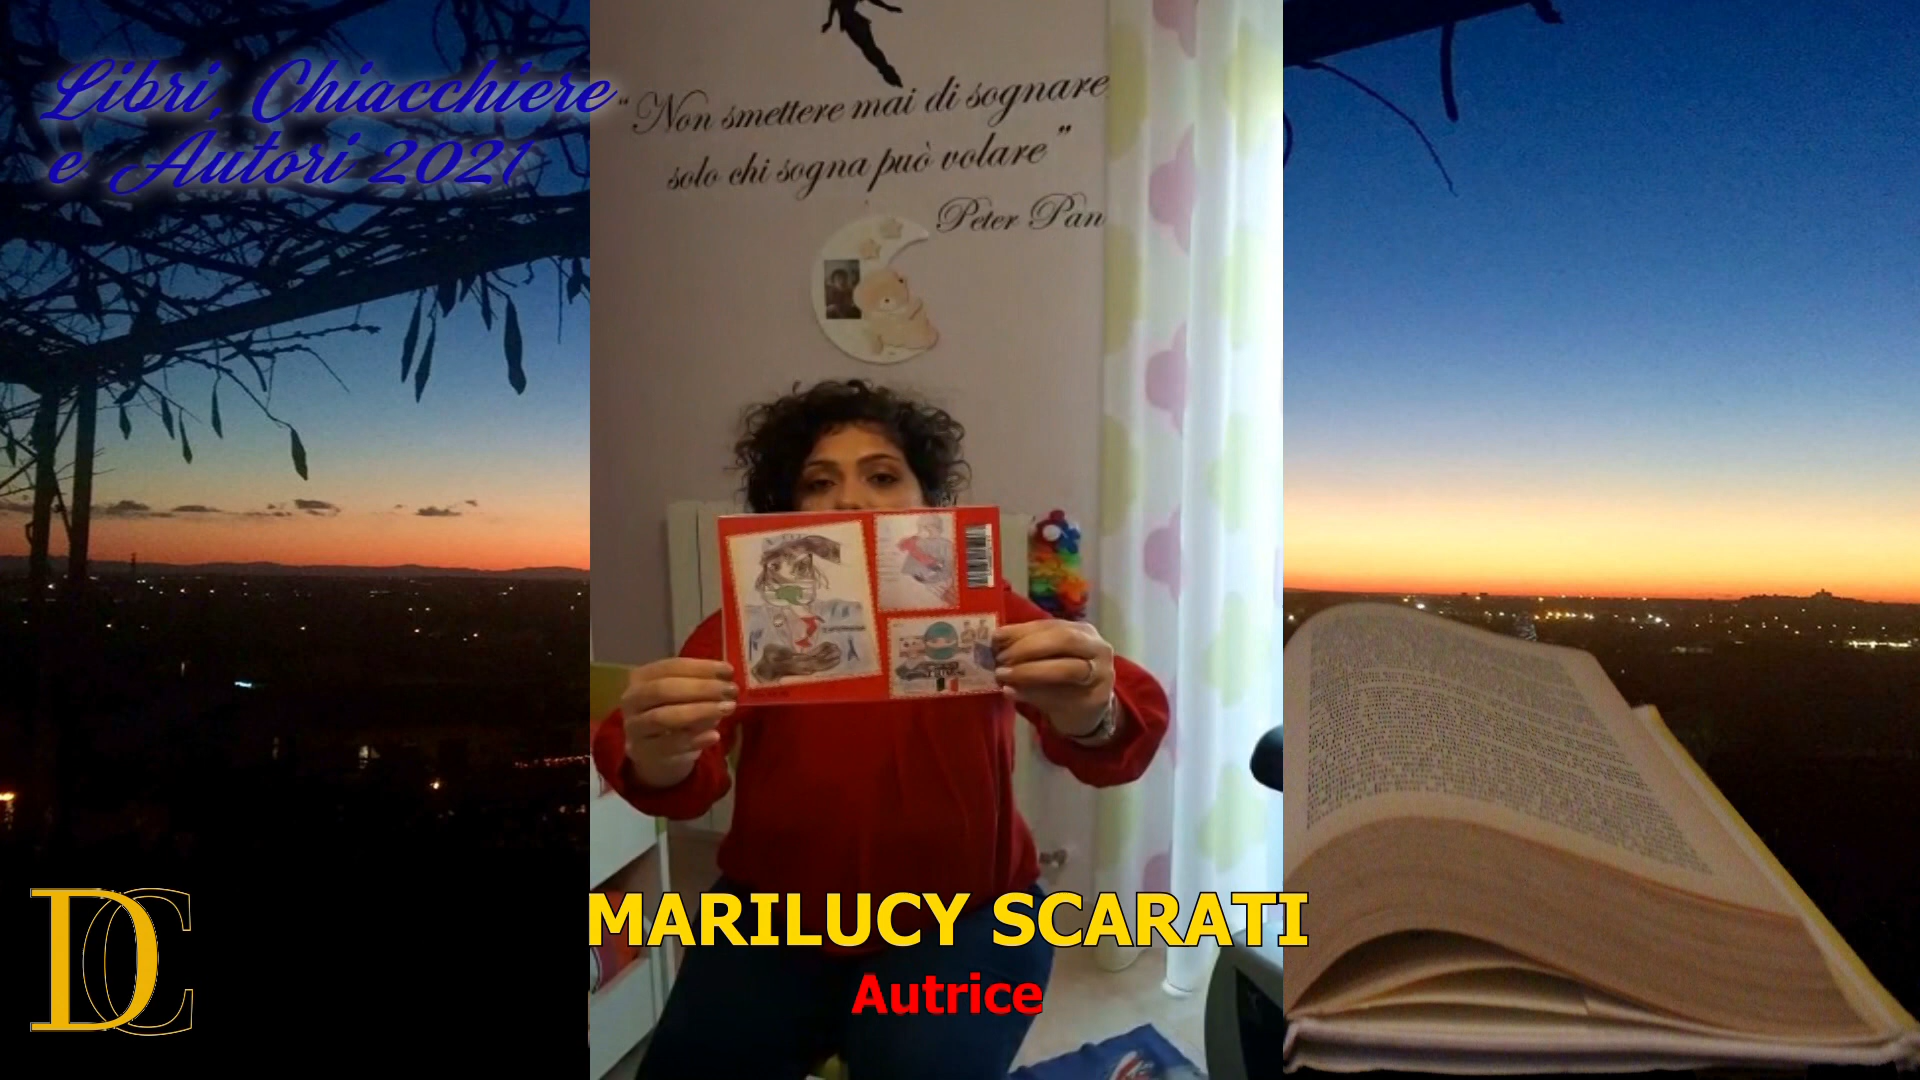 Libri, Chiacchiere
e Autori 2021
“Non smettere mai di sognare
solo chi sogna può volare”
Peter Pan
MARILUCY SCARATI
Autrice
DC